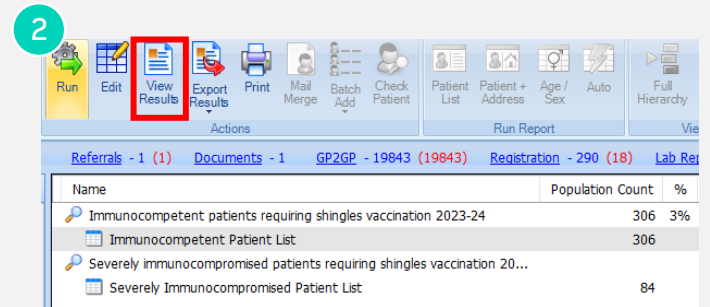 2
Run Edit View Results Export Results Print Mail Merge Batch Add Check Patient Patient List Patient + Address Age / Sex Auto Full Hierarchy
Actions Run Report Vie
Referrals - 1 (1) Documents - 1 GP2GP - 19843 (19843) Registration - 290 (18) Lab Rep
Name Population Count %
Immunocompetent patients requiring shingles vaccination 2023-24 306 3%
Immunocompetent Patient List 306
Severely immunocompromised patients requiring shingles vaccination 20...
Severely Immunocompromised Patient List 84